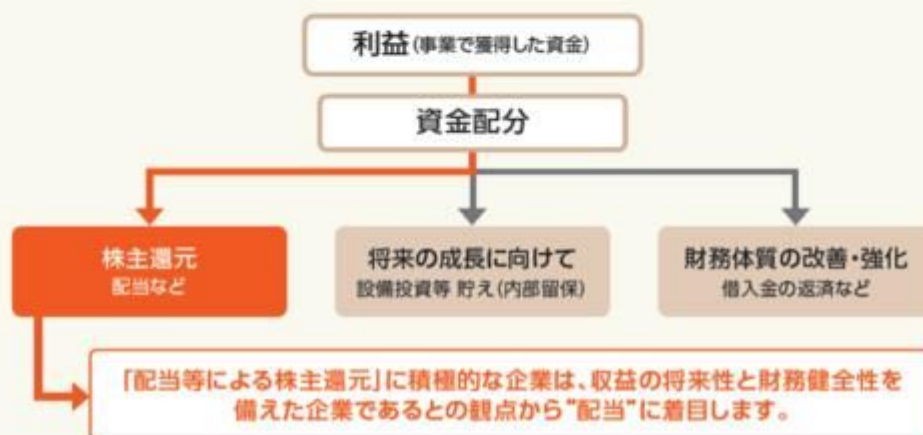 利益(事業で獲得した資金)
資金配分
株主還元
配当など
将来の成長に向けて
設備投資等 貯え(内部留保)
財務体質の改善・強化
借入金の返済など
「配当等による株主還元」に積極的な企業は、収益の将来性と財務健全性を
備えた企業であるとの観点から"配当"に着目します。